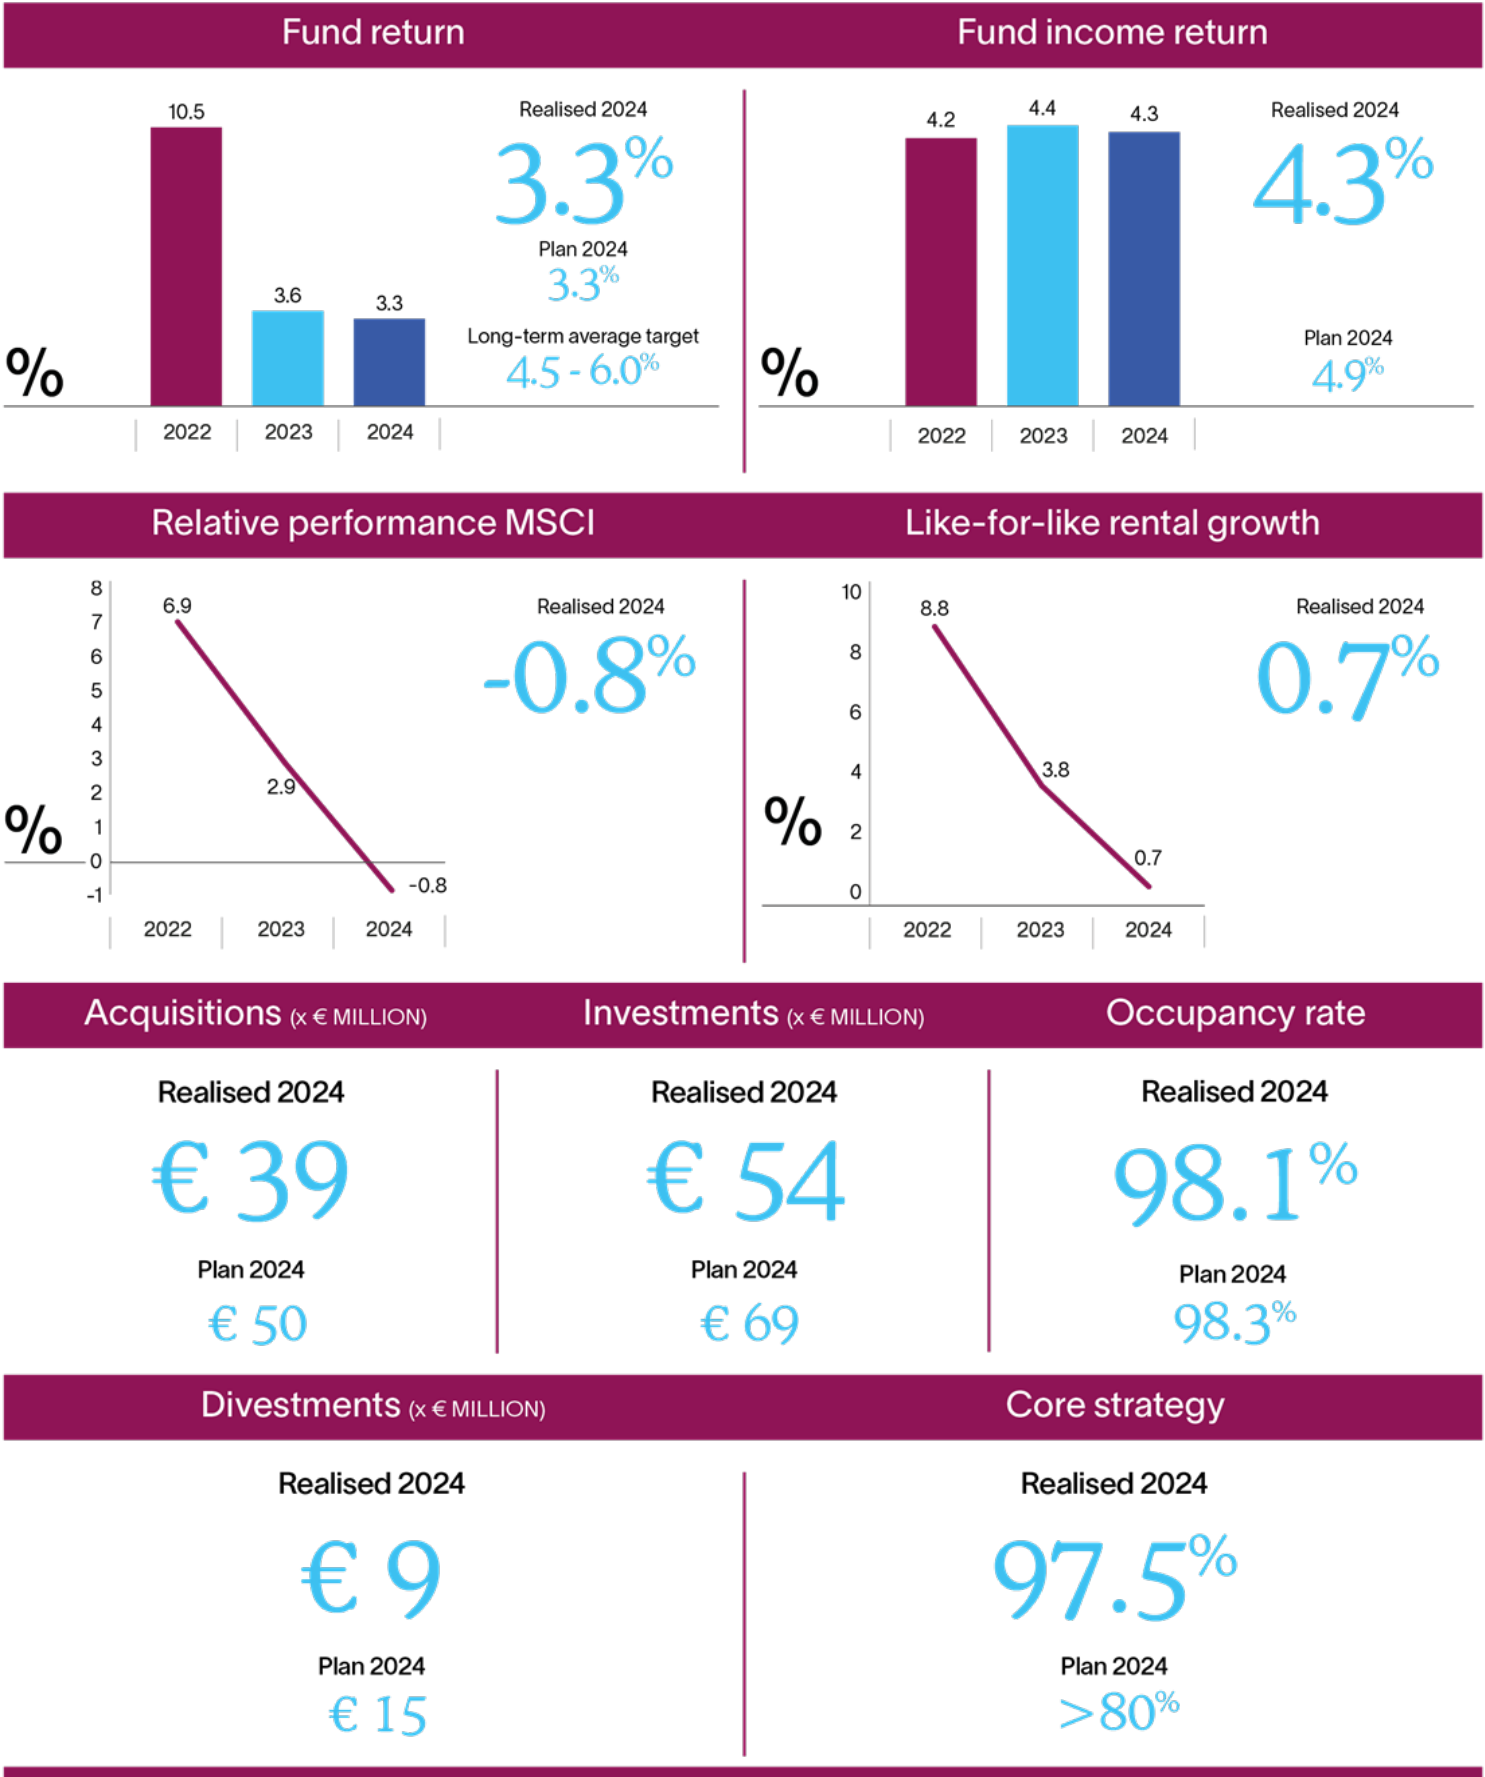 Fund return
10.5
3.6
3.3
%
2022
2023
2024
Realised 2024
3.3%
Plan 2024
3.3%
Long-term average target
4.5 - 6.0%
Fund income return
4.2
4.4
4.3
%
2022
2023
2024
Realised 2024
4.3%
Plan 2024
4.9%
Relative performance MSCI
8
7
6
5
4
3
2
1
0
-1
%
6.9
2.9
-0.8
2022
2023
2024
Realised 2024
-0.8%
Like-for-like rental growth
10
8
6
4
2
0
%
8.8
3.8
0.7
2022
2023
2024
Realised 2024
0.7%
Acquisitions (x € MILLION)
Realised 2024
€ 39
Plan 2024
€ 50
Investments (x € MILLION)
Realised 2024
€ 54
Plan 2024
€ 69
Occupancy rate
Realised 2024
98.1%
Plan 2024
98.3%
Divestments (x € MILLION)
Realised 2024
€ 9
Plan 2024
€ 15
Core strategy
Realised 2024
97.5%
Plan 2024
>80%